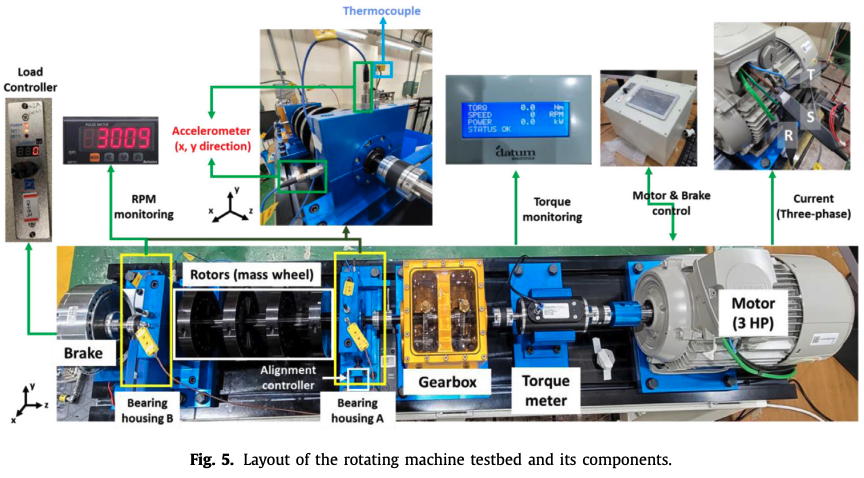 Thermocouple
Load
Controller
3009
Accelerometer
(x, y direction)
TORQ 0.0 Nm
SPEED 0 RPM
POWER 0.0 kW
STATUS OK
datum
T
S
R
y
x
z
RPM
monitoring
Torque
monitoring
Motor & Brake
control
Current
(Three-phase)
Rotors (mass wheel)
Motor
(3 HP)
Brake
Alignment
controller
Gearbox
Torque
meter
y
z
x
Bearing
housing B
Bearing
housing A
Fig. 5. Layout of the rotating machine testbed and its components.